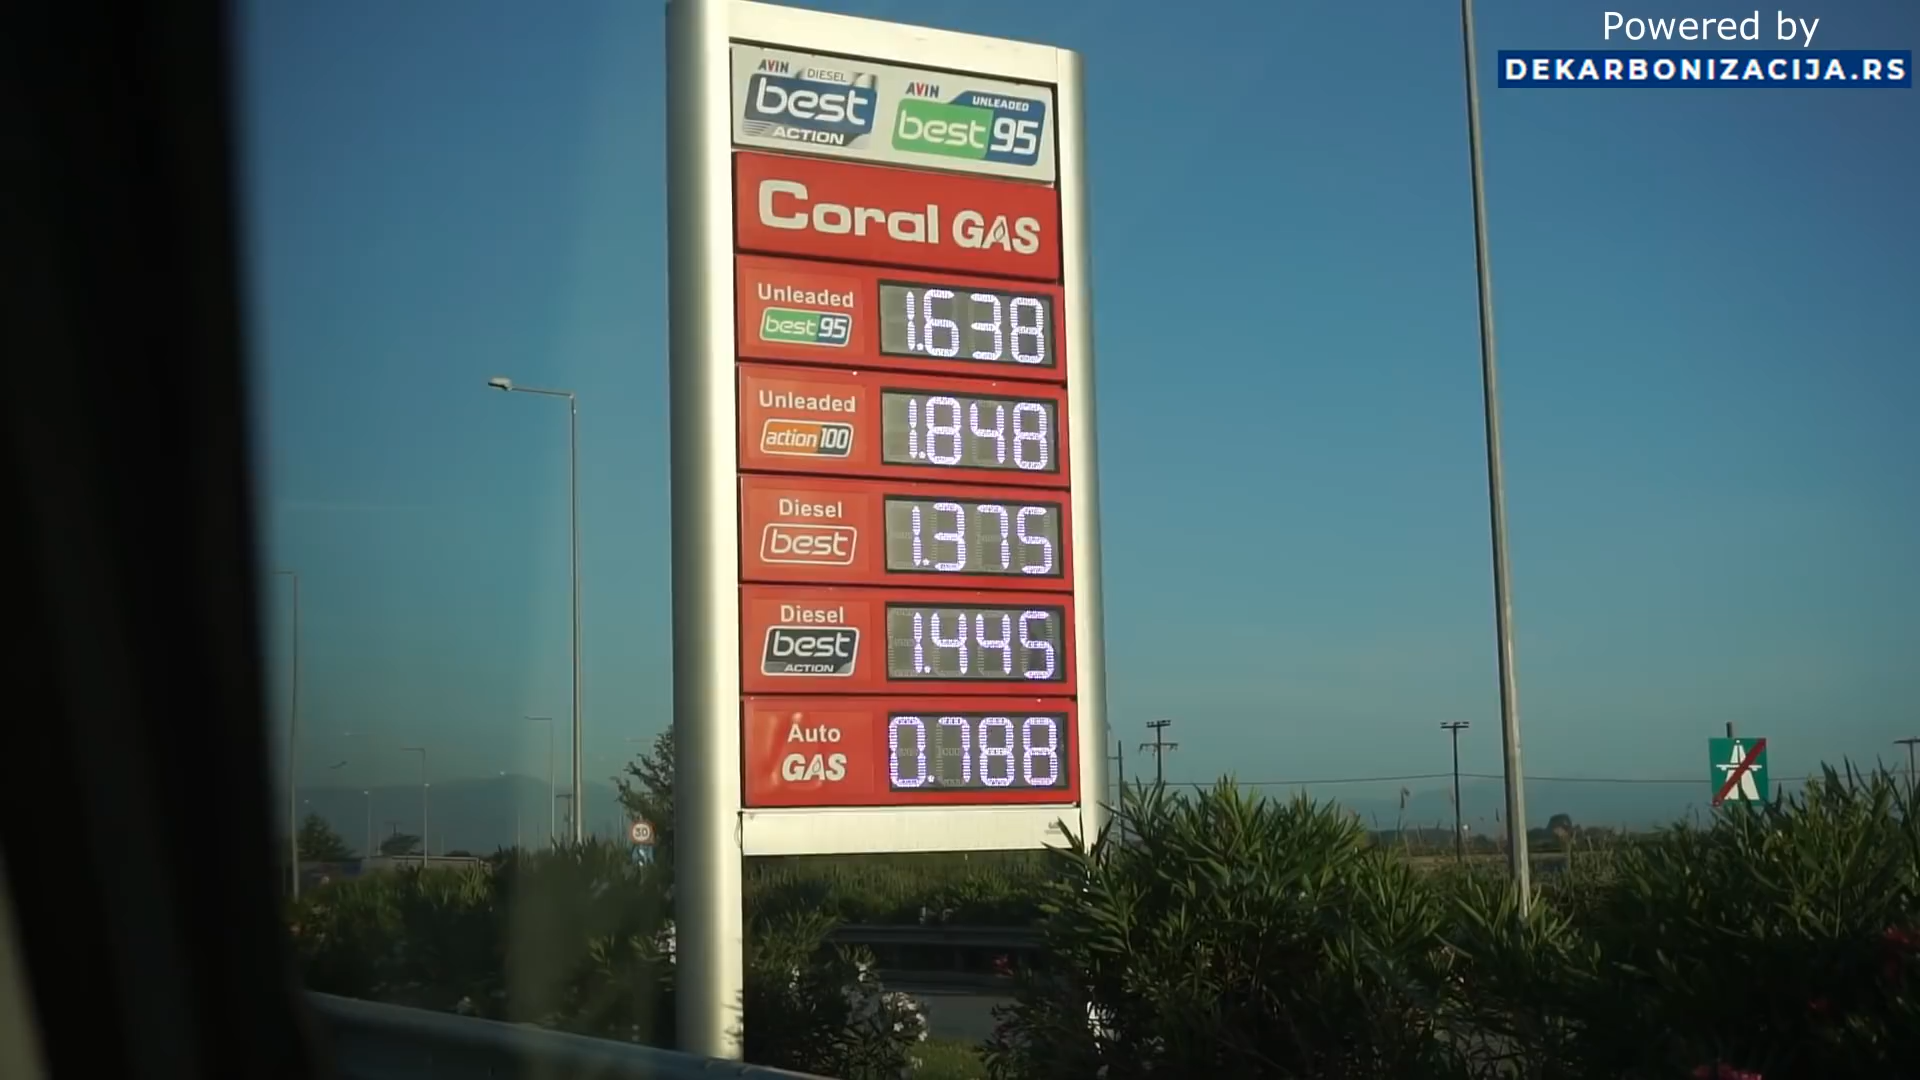 Powered by
DEKARBONIZACIJA.RS
AVIN DIESEL
best
ACTION
AVIN UNLEADED
best 95
Coral GAS
Unleaded
best 95
1.638
Unleaded
action 100
1.848
Diesel
best
1.375
Diesel
best
ACTION
1.445
Auto
GAS
0.788
30